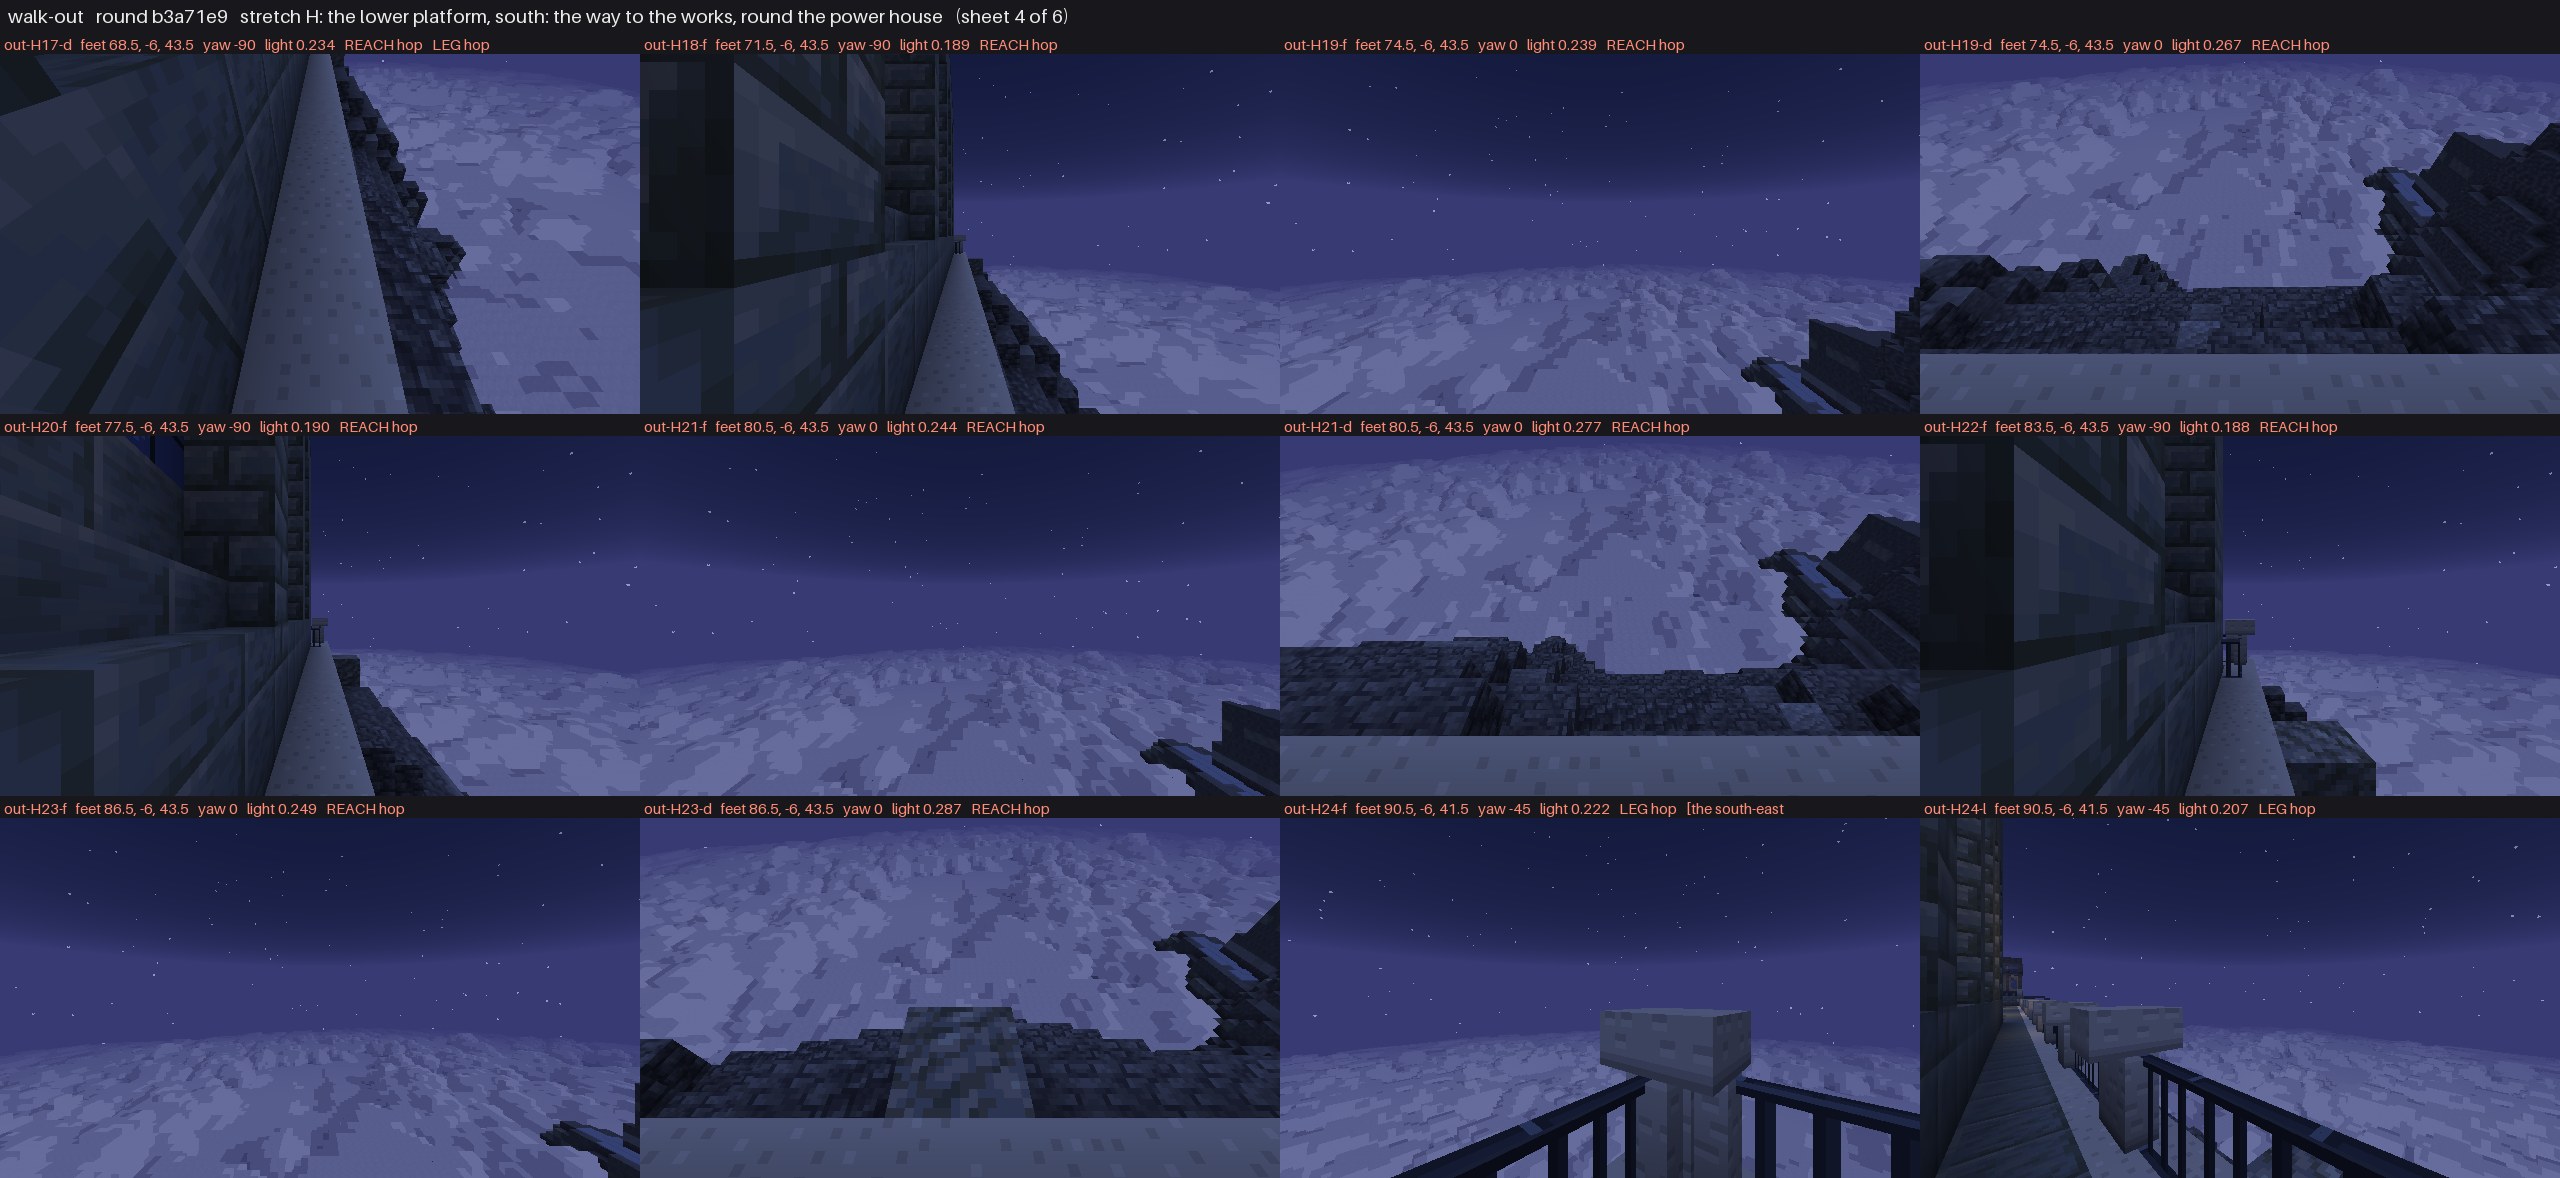 walk-out round b3a71e9 stretch H: the lower platform, south: the way to the works, round the power house (sheet 4 of 6)
out-H17-d feet 68.5, -6, 43.5 yaw -90 light 0.234 REACH hop LEG hop
out-H18-f feet 71.5, -6, 43.5 yaw -90 light 0.189 REACH hop
out-H19-f feet 74.5, -6, 43.5 yaw 0 light 0.239 REACH hop
out-H19-d feet 74.5, -6, 43.5 yaw 0 light 0.267 REACH hop
out-H20-f feet 77.5, -6, 43.5 yaw -90 light 0.190 REACH hop
out-H21-f feet 80.5, -6, 43.5 yaw 0 light 0.244 REACH hop
out-H21-d feet 80.5, -6, 43.5 yaw 0 light 0.277 REACH hop
out-H22-f feet 83.5, -6, 43.5 yaw -90 light 0.188 REACH hop
out-H23-f feet 86.5, -6, 43.5 yaw 0 light 0.249 REACH hop
out-H23-d feet 86.5, -6, 43.5 yaw 0 light 0.287 REACH hop
out-H24-f feet 90.5, -6, 41.5 yaw -45 light 0.222 LEG hop [the south-east
out-H24-l feet 90.5, -6, 41.5 yaw -45 light 0.207 LEG hop